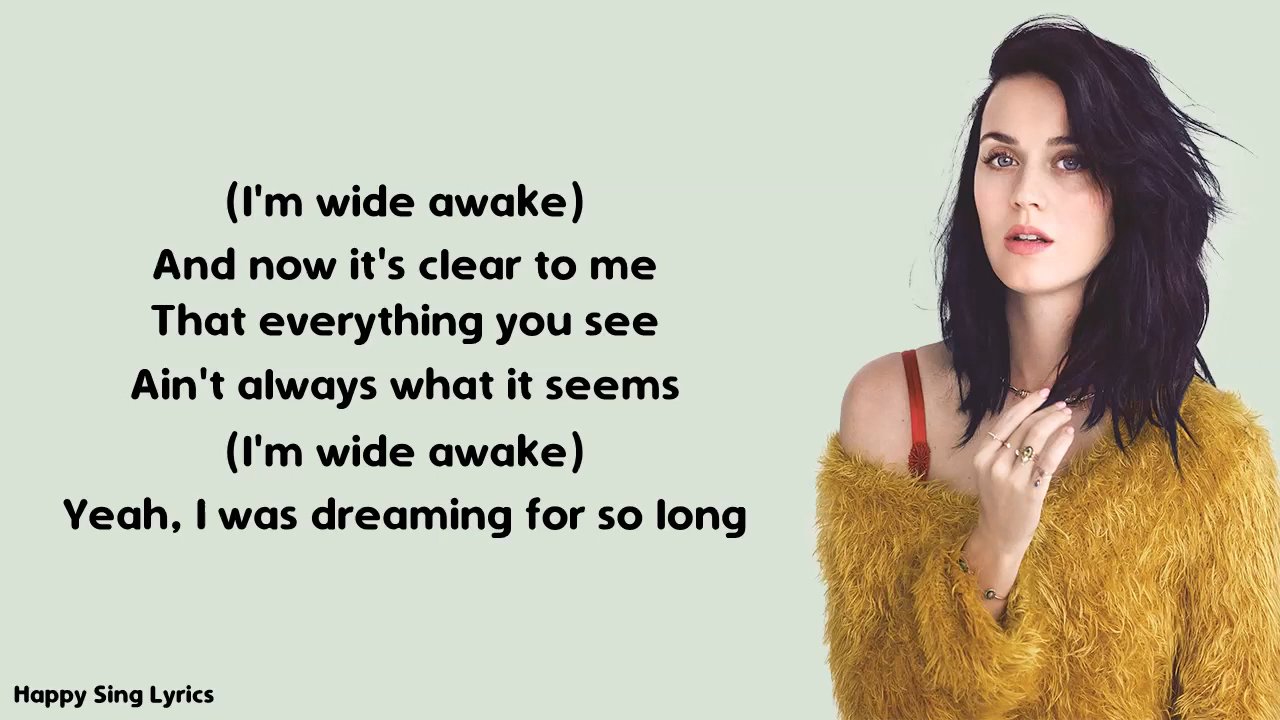 (I'm wide awake)
And now it's clear to me
That everything you see
Ain't always what it seems
(I'm wide awake)
Yeah, I was dreaming for so long
Happy Sing Lyrics